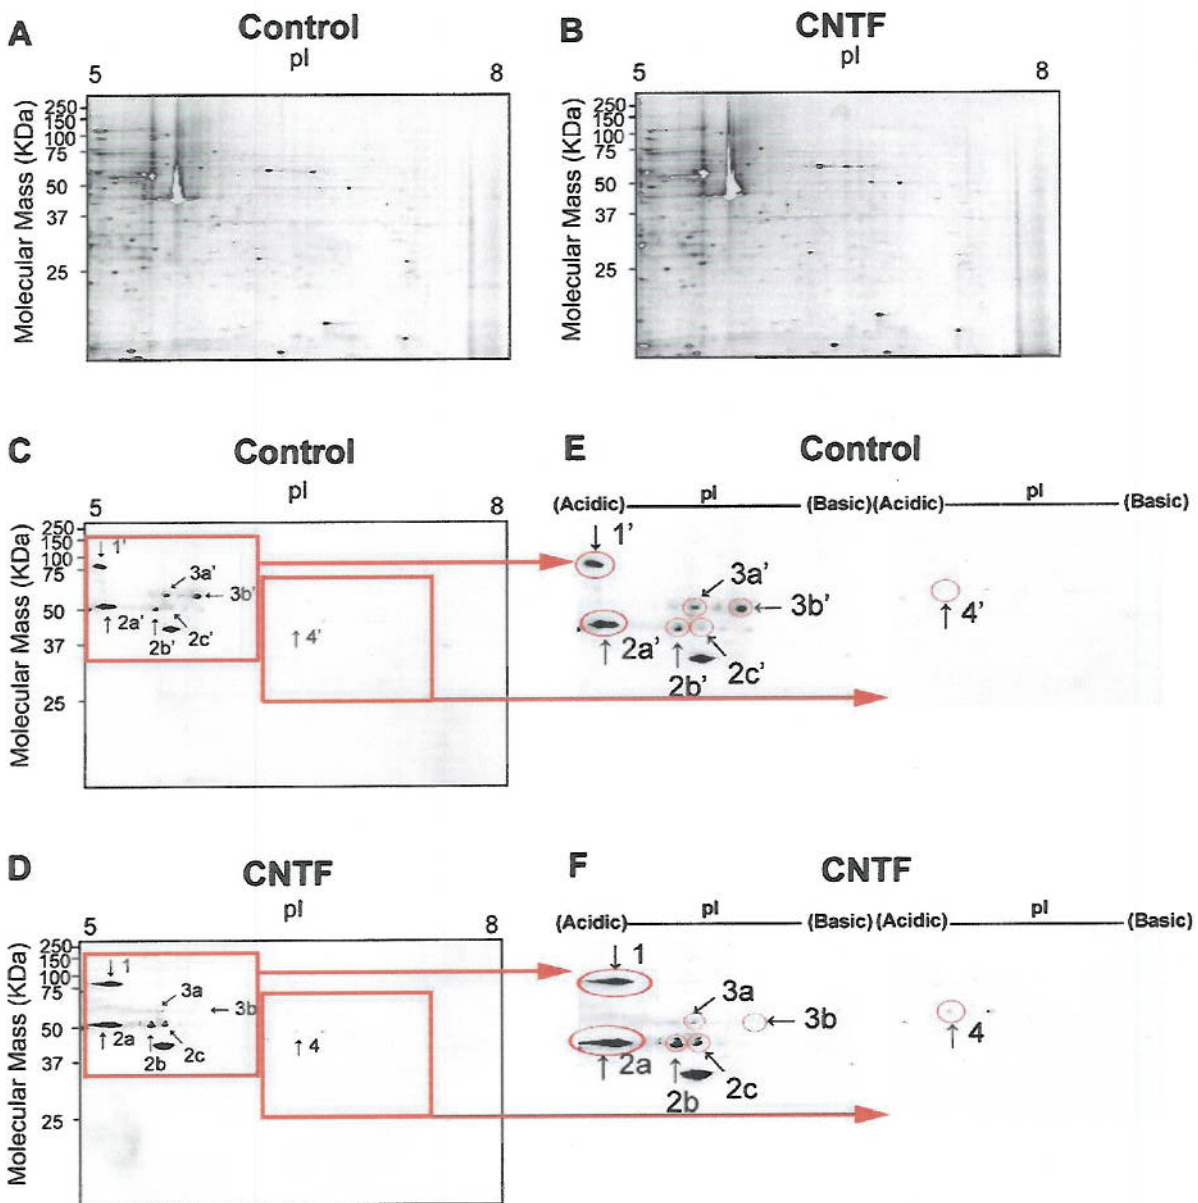 A
Control
pI
5
8
Molecular Mass (KDa)
250
150
100
75
50
37
25
B
CNTF
pI
5
8
Molecular Mass (KDa)
250
150
100
75
50
37
25
C
Control
pI
5
8
Molecular Mass (KDa)
250
150
100
75
50
37
25
1'
3a'
3b'
2a'
2b'
2c'
4'
E
Control
(Acidic) pI (Basic)
(Acidic) pI (Basic)
1'
3a'
3b'
2a'
2b'
2c'
4'
D
CNTF
pI
5
8
Molecular Mass (KDa)
250
150
100
75
50
37
25
1
3a
3b
2a
2b
2c
4
F
CNTF
(Acidic) pI (Basic)
(Acidic) pI (Basic)
1
3a
3b
2a
2b
2c
4